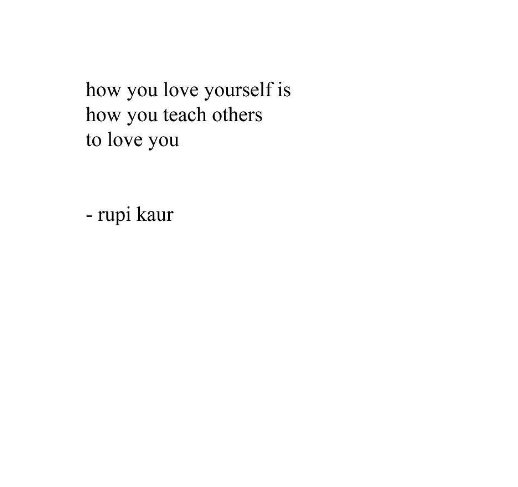 how you love yourself is
how you teach others
to love you
- rupi kaur